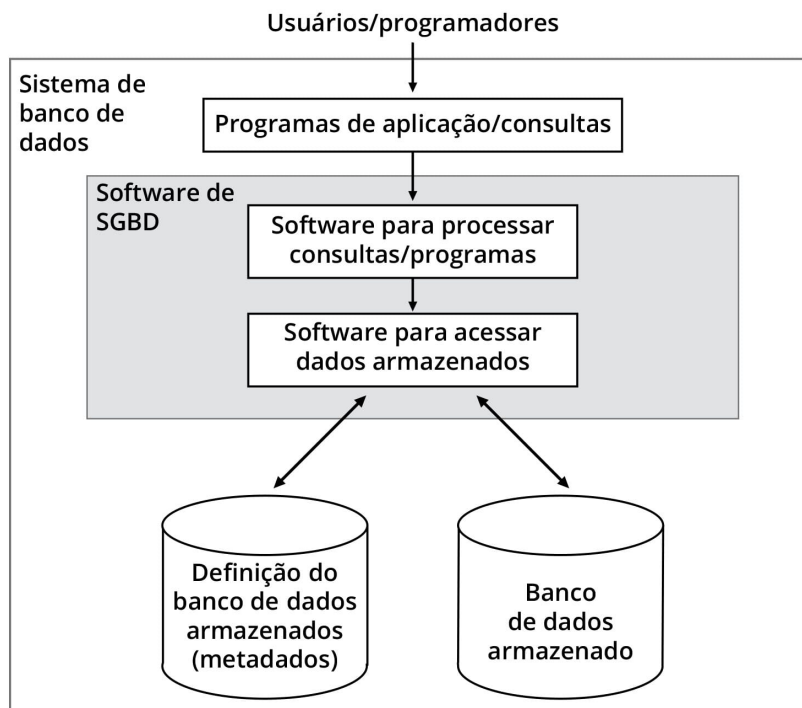 Usuários/programadores
Sistema de
banco de
dados
Programas de aplicação/consultas
Software de
SGBD
Software para processar
consultas/programas
Software para acessar
dados armazenados
Definição do
banco de dados
armazenados
(metadados)
Banco
de dados
armazenado